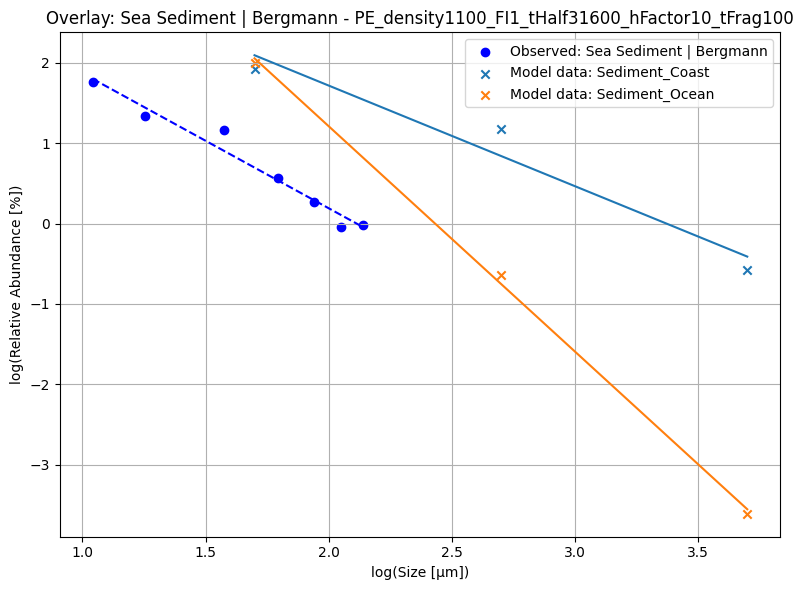 Overlay: Sea Sediment | Bergmann - PE_density1100_FI1_tHalf31600_hFactor10_tFrag100
Observed: Sea Sediment | Bergmann
Model data: Sediment_Coast
Model data: Sediment_Ocean
log(Relative Abundance [%])
2
1
0
−1
−2
−3
1.0 1.5 2.0 2.5 3.0 3.5
log(Size [µm])